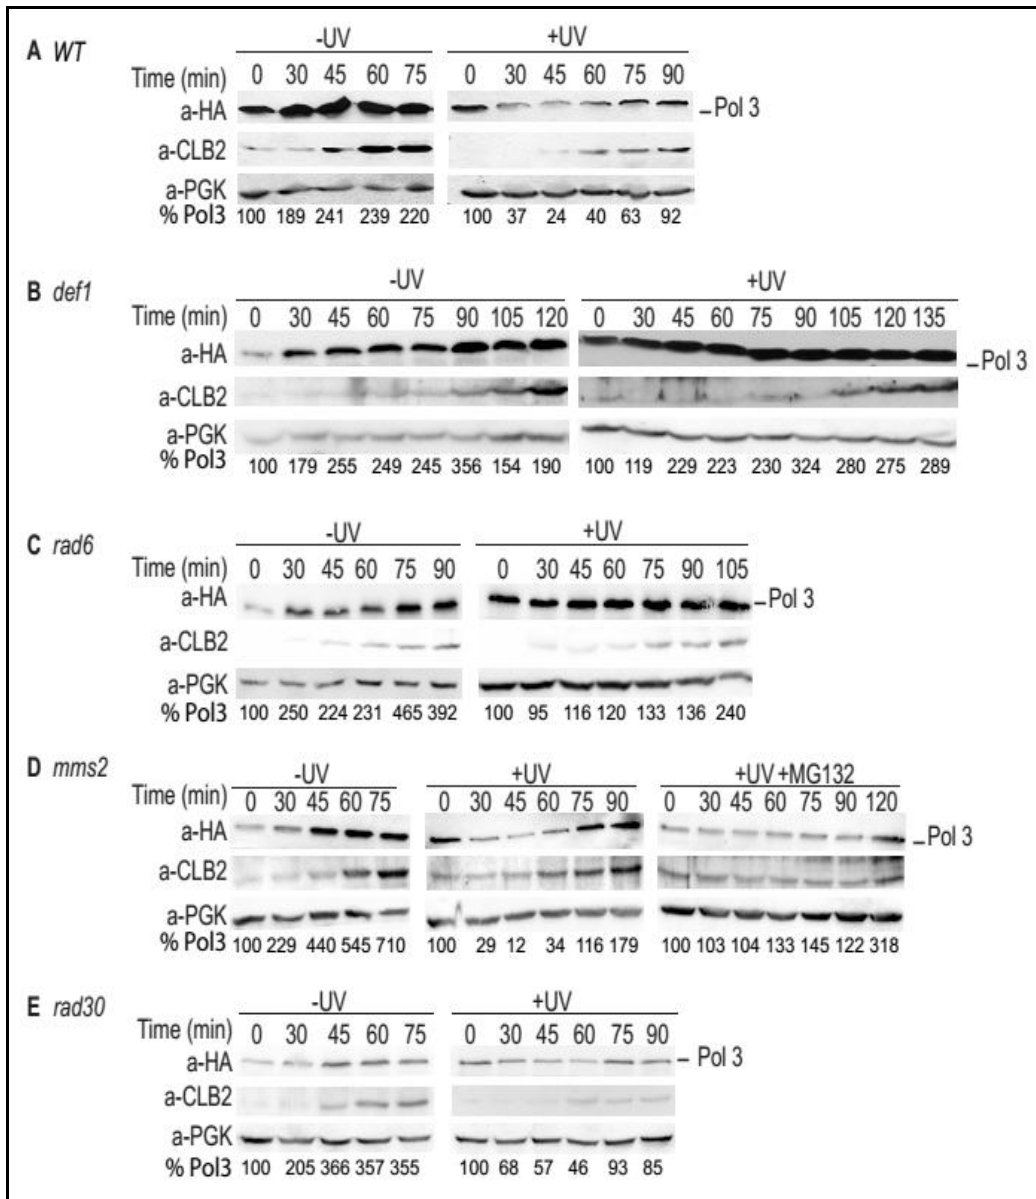 A WT
-UV +UV
Time (min) 0 30 45 60 75 0 30 45 60 75 90
a-HA Pol 3
a-CLB2
a-PGK
% Pol3 100 189 241 239 220 100 37 24 40 63 92
B def1
-UV +UV
Time (min) 0 30 45 60 75 90 105 120 0 30 45 60 75 90 105 120 135
a-HA Pol 3
a-CLB2
a-PGK
% Pol3 100 179 255 249 245 356 154 190 100 119 229 223 230 324 280 275 289
C rad6
-UV +UV
Time (min) 0 30 45 60 75 90 0 30 45 60 75 90 105
a-HA Pol 3
a-CLB2
a-PGK
% Pol3 100 250 224 231 465 392 100 95 116 120 133 136 240
D mms2
-UV +UV +UV +MG132
Time (min) 0 30 45 60 75 0 30 45 60 75 90 0 30 45 60 75 90 120
a-HA Pol 3
a-CLB2
a-PGK
% Pol3 100 229 440 545 710 100 29 12 34 116 179 100 103 104 133 145 122 318
E rad30
-UV +UV
Time (min) 0 30 45 60 75 0 30 45 60 75 90
a-HA Pol 3
a-CLB2
a-PGK
% Pol3 100 205 366 357 355 100 68 57 46 93 85